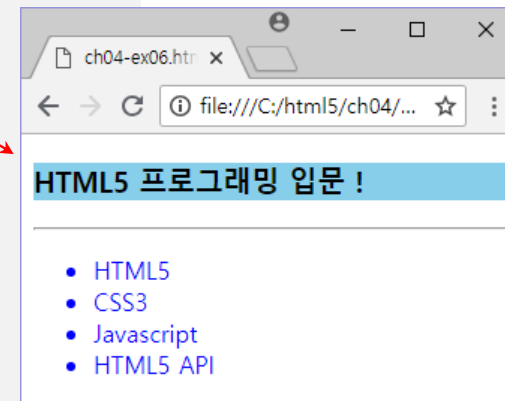 ch04-ex06.htm
file:///C:/html5/ch04/...
HTML5 프로그래밍 입문 !
HTML5
CSS3
Javascript
HTML5 API